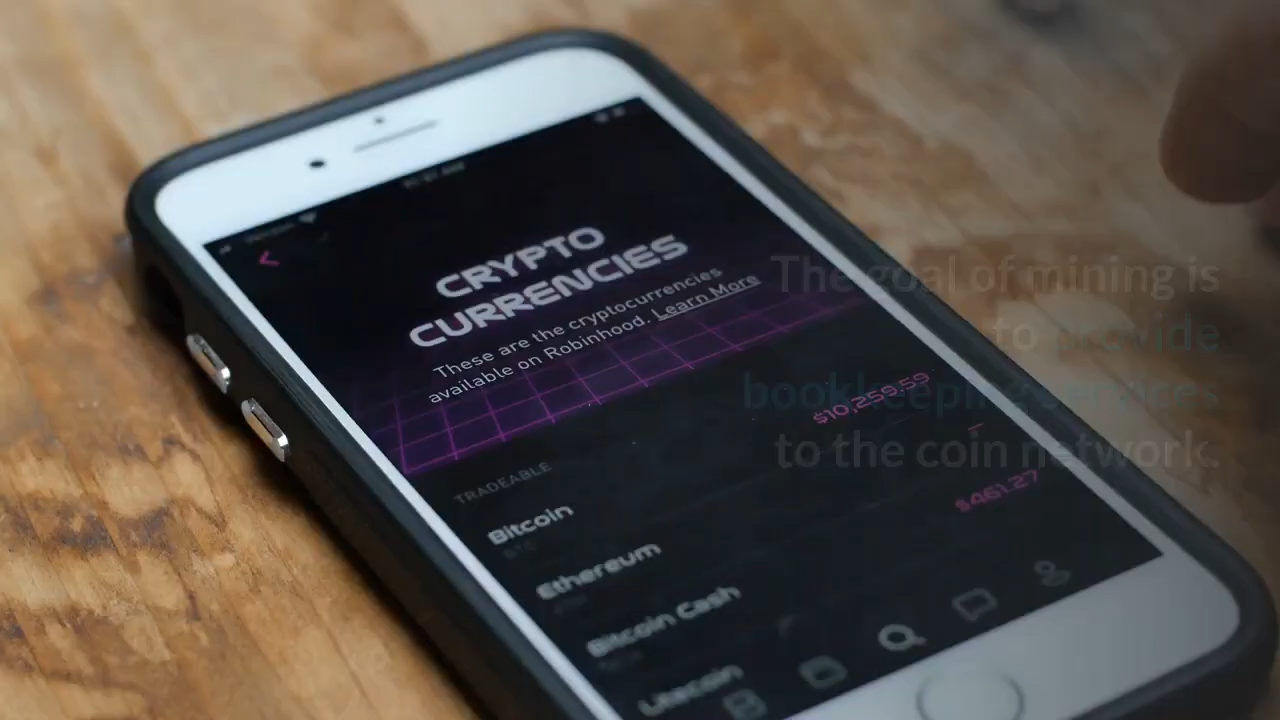 CRYPTO
CURRENCIES
These are the cryptocurrencies
available on Robinhood. Learn More
TRADEABLE
Bitcoin
$10,259.59
Ethereum
$461.27
Bitcoin Cash
Litecoin
The goal of mining is
to provide
bookkeeping services
to the coin network.